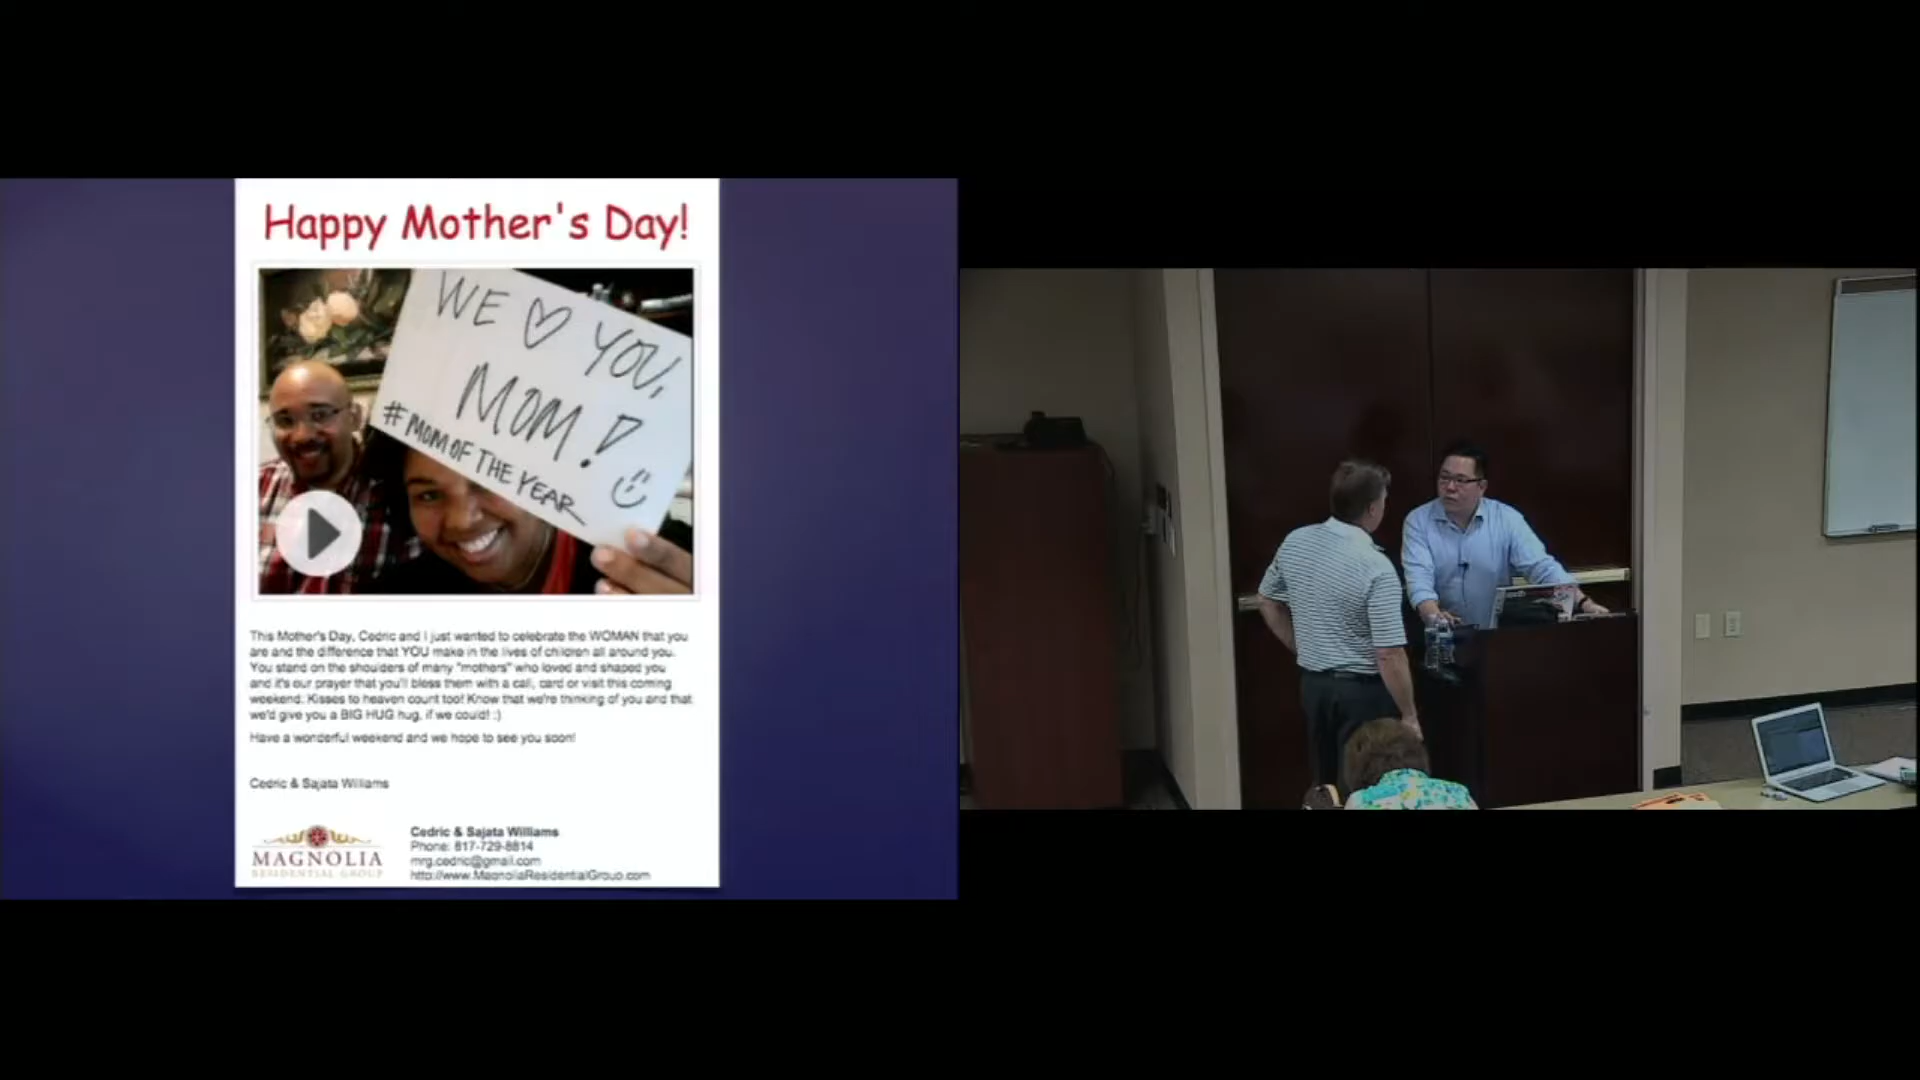 Happy Mother's Day!
WE ♡ YOU,
MOM!
#MOM OF THE YEAR
This Mother's Day, Cedric and I just wanted to celebrate the WOMAN that you
are and the difference that YOU make in the lives of children all around you.
You stand on the shoulders of many "mothers" who loved and shaped you
and it's our prayer that you'll bless them with a call, card or visit this coming
weekend. Kisses to heaven count too! Know that we're thinking of you and that
we'd give you a BIG HUG hug, if we could! :)
Have a wonderful weekend and we hope to see you soon!
Cedric & Sajata Williams
MAGNOLIA
RESIDENTIAL GROUP
Cedric & Sajata Williams
Phone: 817-729-8814
mrg.cedric@gmail.com
http://www.MagnoliaResidentialGroup.com